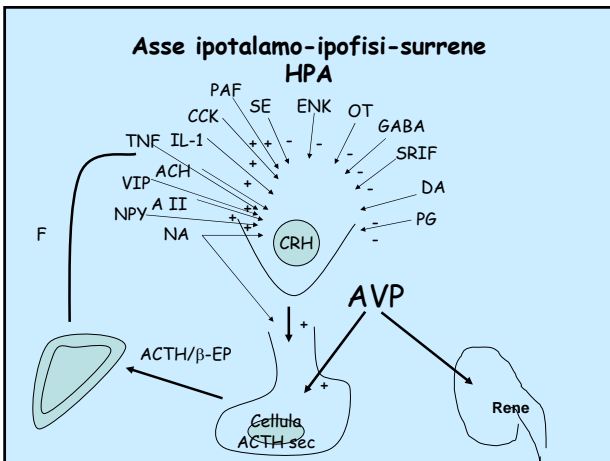 Asse ipotalamo-ipofisi-surrene
HPA
PAF
SE
ENK
OT
CCK
GABA
TNF
IL-1
SRIF
+ + - - - - - -
+
+
ACH
VIP
A II
DA
NPY
+
+
+
PG
-
-
F
NA
CRH
AVP
+
ACTH/β-EP
+
Rene
Cellula
ACTH sec